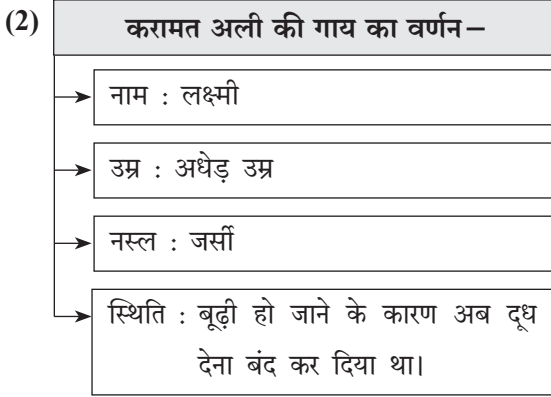 (2) करामत अली की गाय का वर्णन–
नाम : लक्ष्मी
उम्र : अधेड़ उम्र
नस्ल : जर्सी
स्थिति : बूढ़ी हो जाने के कारण अब दूध
देना बंद कर दिया था।